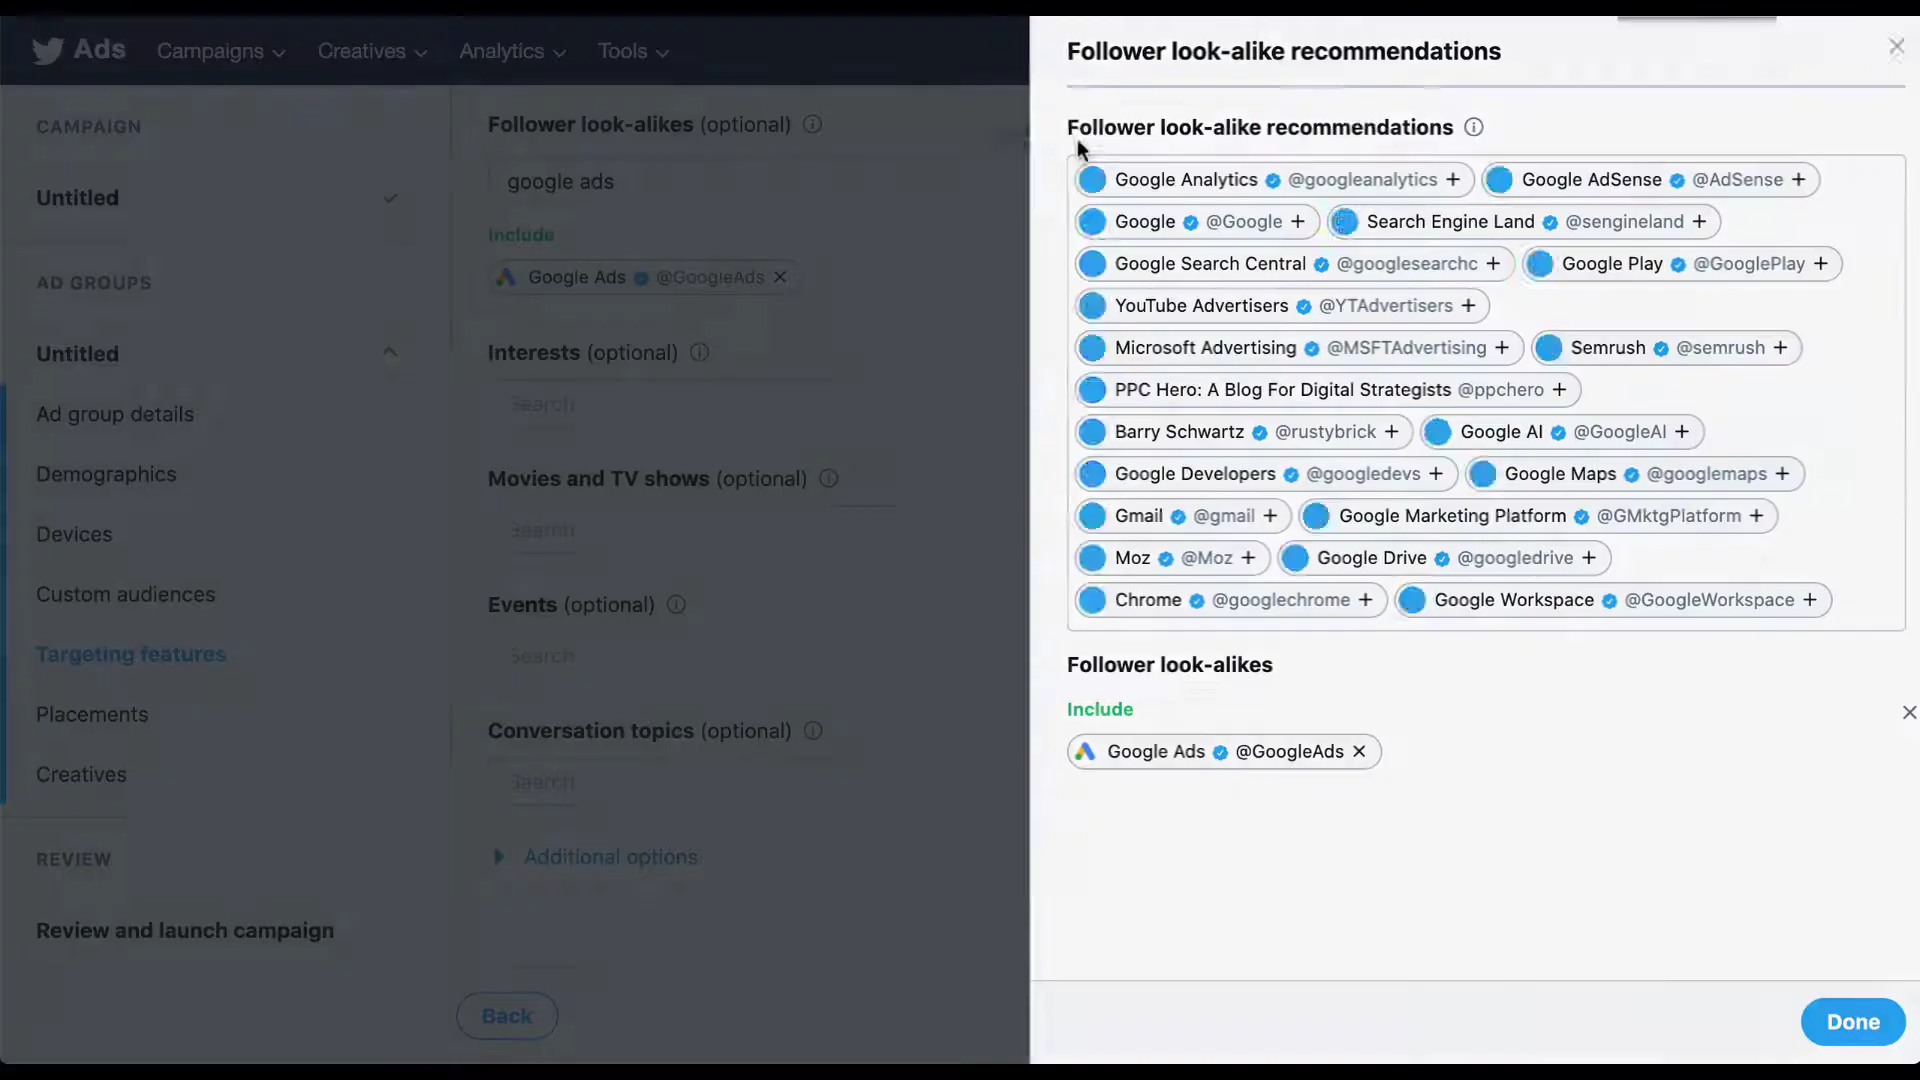 Ads Campaigns Creatives Analytics Tools
CAMPAIGN
Untitled
AD GROUPS
Untitled
Ad group details
Demographics
Devices
Custom audiences
Targeting features
Placements
Creatives
REVIEW
Review and launch campaign
Follower look-alikes (optional)
google ads
Include
Google Ads @GoogleAds
Interests (optional)
Search
Movies and TV shows (optional)
Search
Events (optional)
Search
Conversation topics (optional)
Search
Additional options
Back
Follower look-alike recommendations
Follower look-alike recommendations
Google Analytics @googleanalytics + Google AdSense @AdSense +
Google @Google + Search Engine Land @sengineland +
Google Search Central @googlesearchc + Google Play @GooglePlay +
YouTube Advertisers @YTAdvertisers +
Microsoft Advertising @MSFTAdvertising + Semrush @semrush +
PPC Hero: A Blog For Digital Strategists @ppchero +
Barry Schwartz @rustybrick + Google AI @GoogleAI +
Google Developers @googledevs + Google Maps @googlemaps +
Gmail @gmail + Google Marketing Platform @GMktgPlatform +
Moz @Moz + Google Drive @googledrive +
Chrome @googlechrome + Google Workspace @GoogleWorkspace +
Follower look-alikes
Include
Google Ads @GoogleAds
Done